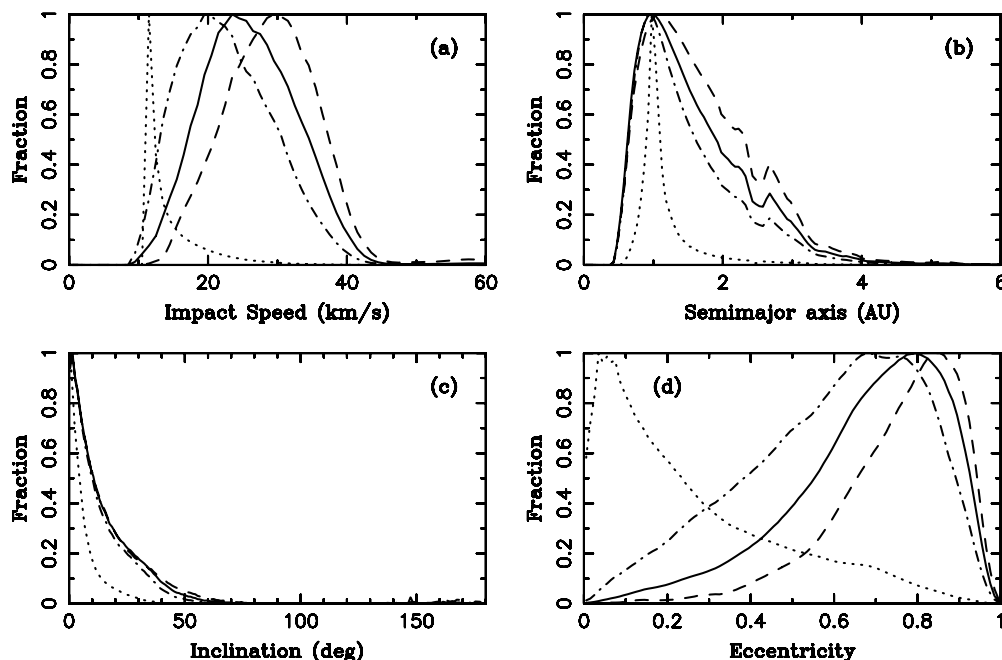 (a)
Fraction
0 0.2 0.4 0.6 0.8 1
0 20 40 60
Impact Speed (km/s)
(b)
Fraction
0 0.2 0.4 0.6 0.8 1
0 2 4 6
Semimajor axis (AU)
(c)
Fraction
0 0.2 0.4 0.6 0.8 1
0 50 100 150
Inclination (deg)
(d)
Fraction
0 0.2 0.4 0.6 0.8 1
0 0.2 0.4 0.6 0.8 1
Eccentricity